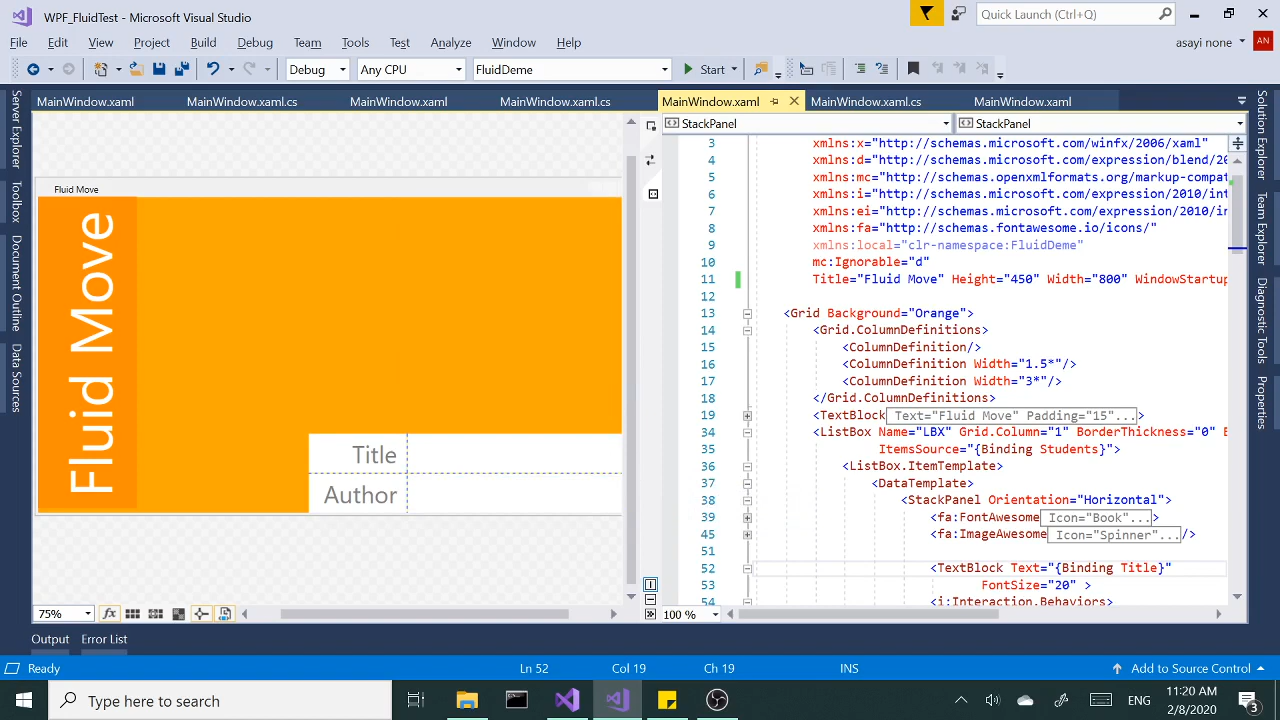 WPF_FluidTest - Microsoft Visual Studio
Quick Launch (Ctrl+Q)
File Edit View Project Build Debug Team Tools Test Analyze Window Help
asayi none
AN
Debug
Any CPU
FluidDeme
Start
MainWindow.xaml MainWindow.xaml.cs MainWindow.xaml MainWindow.xaml.cs MainWindow.xaml MainWindow.xaml.cs MainWindow.xaml
StackPanel
StackPanel
Server Explorer
Toolbox
Document Outline
Data Sources
Fluid Move
Fluid Move
Title
Author
3 xmlns:x="http://schemas.microsoft.com/winfx/2006/xaml"
4 xmlns:d="http://schemas.microsoft.com/expression/blend/20
5 xmlns:mc="http://schemas.openxmlformats.org/markup-compat
6 xmlns:i="http://schemas.microsoft.com/expression/2010/int
7 xmlns:ei="http://schemas.microsoft.com/expression/2010/in
8 xmlns:fa="http://schemas.fontawesome.io/icons/"
9 xmlns:local="clr-namespace:FluidDeme"
10 mc:Ignorable="d"
11 Title="Fluid Move" Height="450" Width="800" WindowStartup
12
13 <Grid Background="Orange">
14 <Grid.ColumnDefinitions>
15 <ColumnDefinition/>
16 <ColumnDefinition Width="1.5*"/>
17 <ColumnDefinition Width="3*"/>
18 </Grid.ColumnDefinitions>
19 <TextBlock Text="Fluid Move" Padding="15"...>
34 <ListBox Name="LBX" Grid.Column="1" BorderThickness="0"
35 ItemsSource="{Binding Students}">
36 <ListBox.ItemTemplate>
37 <DataTemplate>
38 <StackPanel Orientation="Horizontal">
39 <fa:FontAwesome Icon="Book"...>
45 <fa:ImageAwesome Icon="Spinner".../>
51
52 <TextBlock Text="{Binding Title}"
53 FontSize="20" >
54 <i:Interaction.Behaviors>
Solution Explorer
Team Explorer
Diagnostic Tools
Properties
75%
100 %
Output Error List
Ready
Ln 52
Col 19
Ch 19
INS
Add to Source Control
Type here to search
ENG
11:20 AM
2/8/2020
3